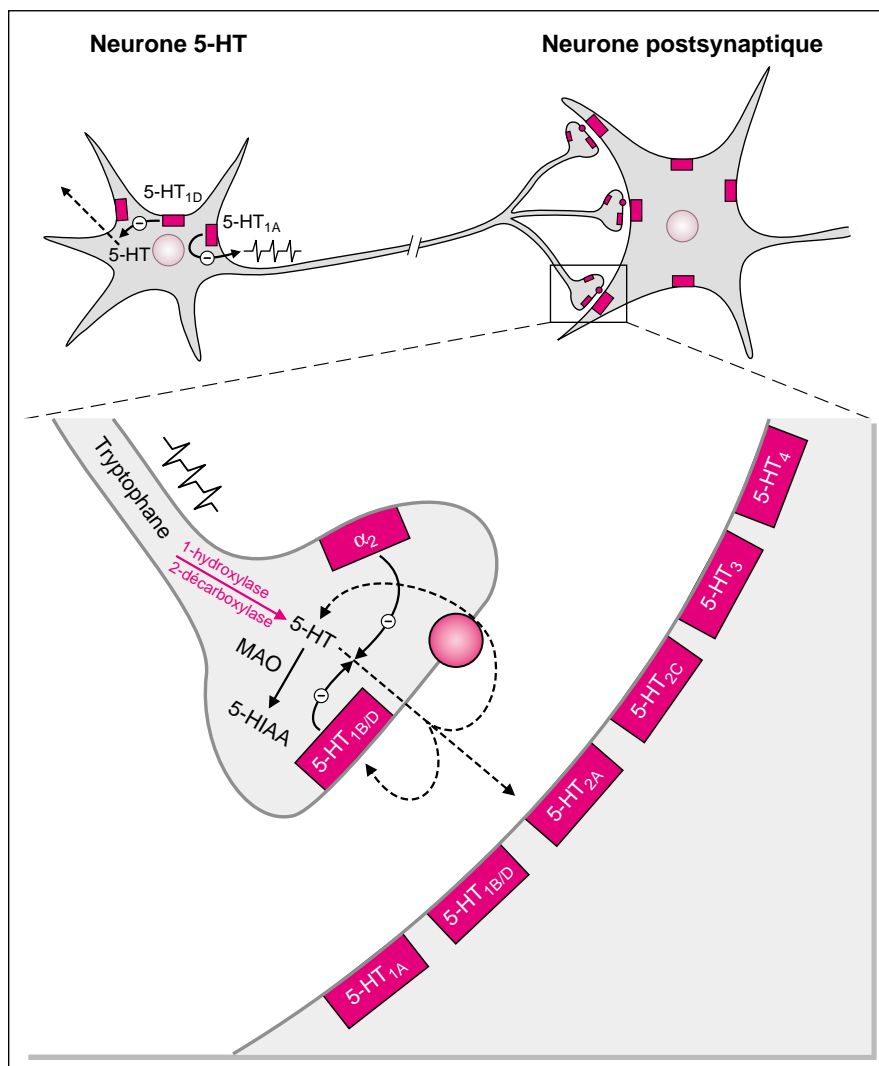 Neurone 5-HT
Neurone postsynaptique
5-HT1D
5-HT1A
5-HT
Tryptophane
1-hydroxylase
2-décarboxylase
α2
5-HT
MAO
5-HIAA
5-HT1B/D
5-HT4
5-HT3
5-HT2C
5-HT2A
5-HT1B/D
5-HT1A